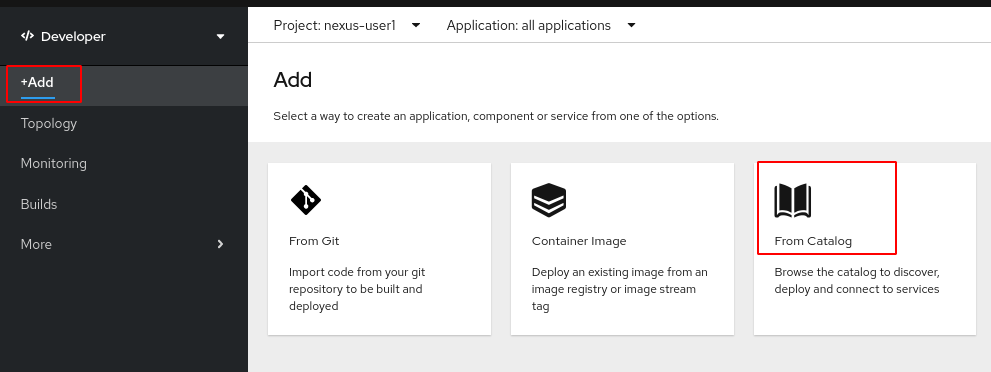 Developer
+Add
Topology
Monitoring
Builds
More
Project: nexus-user1
Application: all applications
Add
Select a way to create an application, component or service from one of the options.
From Git
Import code from your git
repository to be built and
deployed
Container Image
Deploy an existing image from an
image registry or image stream
tag
From Catalog
Browse the catalog to discover,
deploy and connect to services